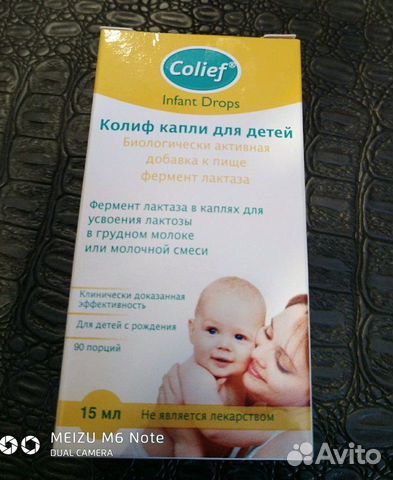 Colief®
Infant Drops
Колиф капли для детей
Биологически активная
добавка к пище
фермент лактаза
Фермент лактаза в каплях для
усвоения лактозы
в грудном молоке
или молочной смеси
Клинически доказанная
эффективность
Для детей с рождения
90 порций
15 мл
Не является лекарством
MEIZU M6 Note
DUAL CAMERA
Avito